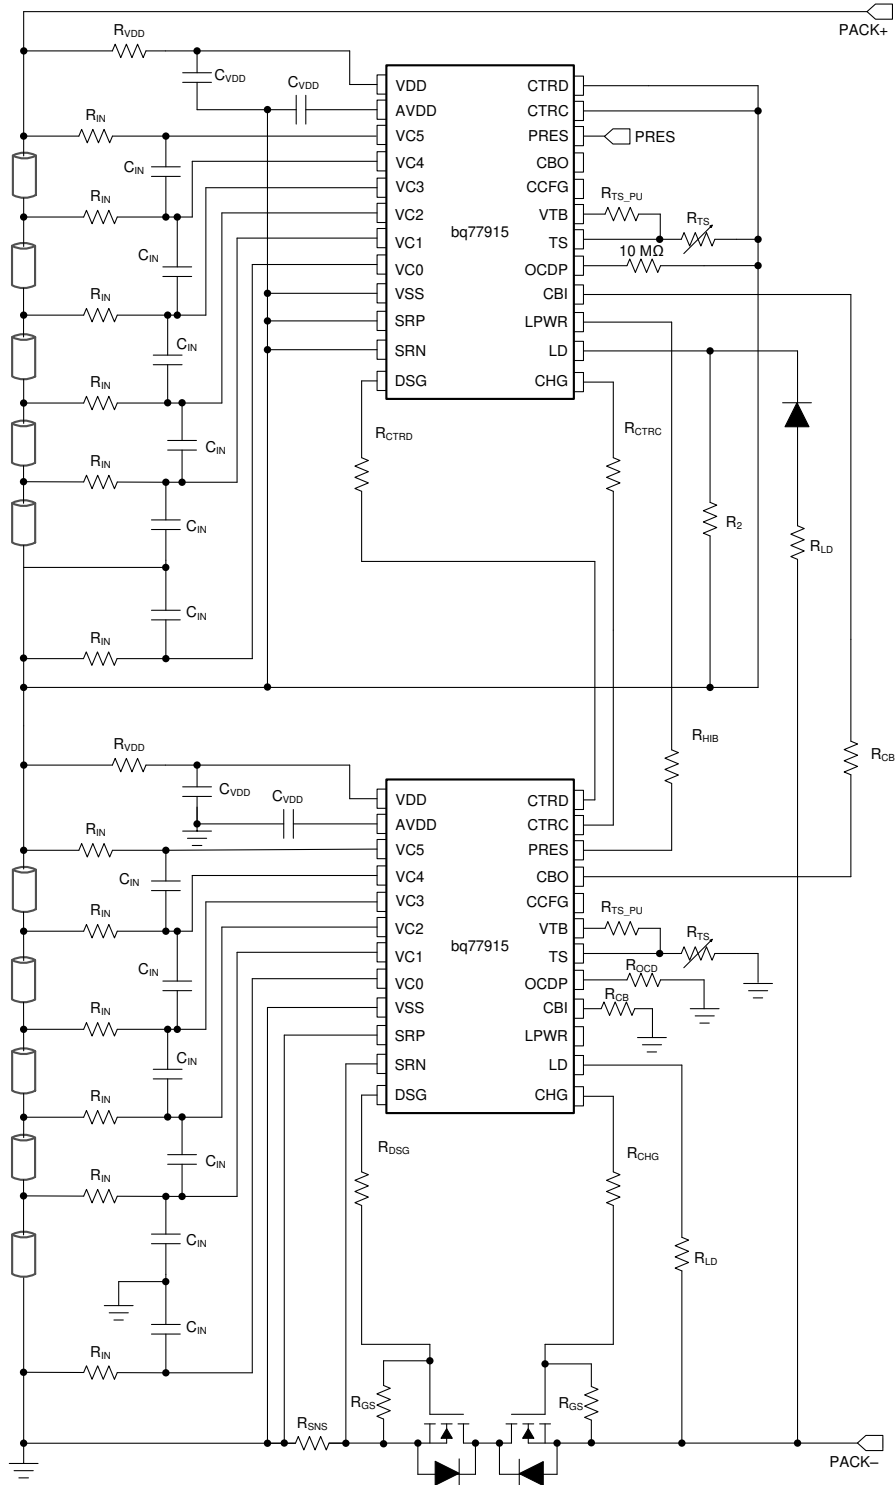 PACK+
RVDD
CVDD
CVDD
VDD
CTRD
AVDD
CTRC
RIN
VC5
PRES
PRES
CIN
VC4
CBO
RIN
VC3
CCFG
RTS_PU
VC2
VTB
RTS
bq77915
VC1
TS
CIN
10 MΩ
VC0
OCDP
RIN
VSS
CBI
SRP
LPWR
CIN
SRN
LD
RIN
DSG
CHG
RCTRD
RCTRC
CIN
RIN
CIN
R2
RLD
CIN
RIN
RHIB
RVDD
RCB
CVDD
CVDD
VDD
CTRD
AVDD
CTRC
RIN
VC5
PRES
CIN
VC4
CBO
RIN
VC3
CCFG
RTS_PU
VC2
VTB
RTS
bq77915
VC1
TS
CIN
ROCD
VC0
OCDP
RCB
RIN
VSS
CBI
SRP
LPWR
CIN
SRN
LD
RIN
DSG
CHG
RDSG
RCHG
CIN
RIN
CIN
RLD
CIN
RIN
RGS
RGS
RSNS
PACK–